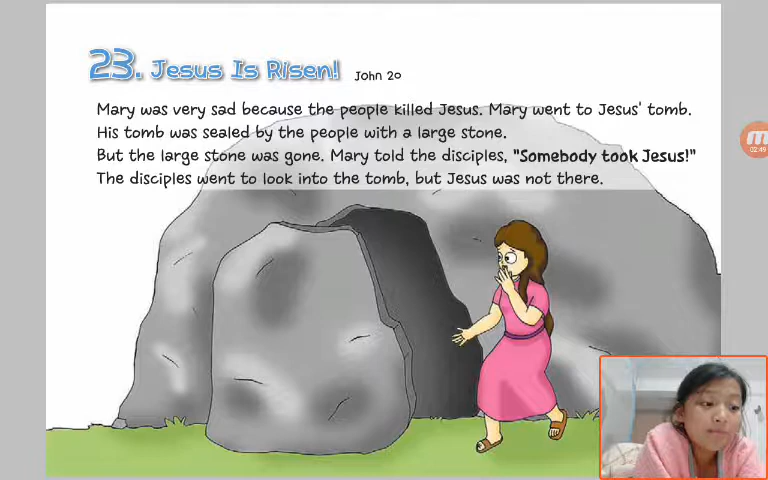 23. Jesus Is Risen! John 20
Mary was very sad because the people killed Jesus. Mary went to Jesus' tomb.
His tomb was sealed by the people with a large stone.
But the large stone was gone. Mary told the disciples, "Somebody took Jesus!"
The disciples went to look into the tomb, but Jesus was not there.
M
02:49